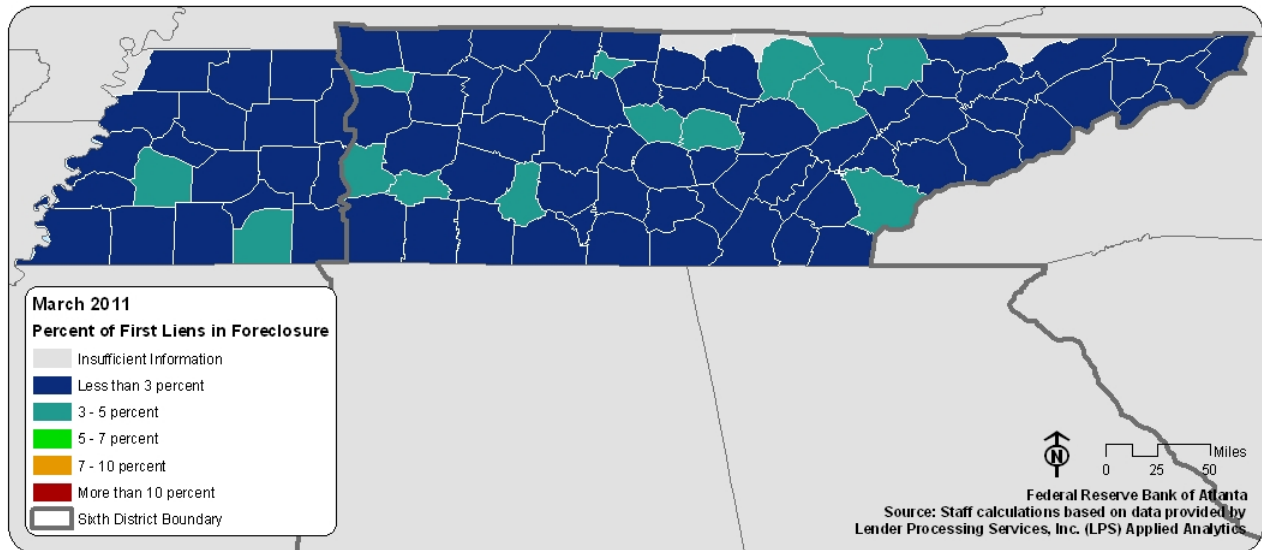 March 2011
Percent of First Liens in Foreclosure
Insufficient Information
Less than 3 percent
3 - 5 percent
5 - 7 percent
7 - 10 percent
More than 10 percent
Sixth District Boundary
N
Miles
0 25 50
Federal Reserve Bank of Atlanta
Source: Staff calculations based on data provided by
Lender Processing Services, Inc. (LPS) Applied Analytics